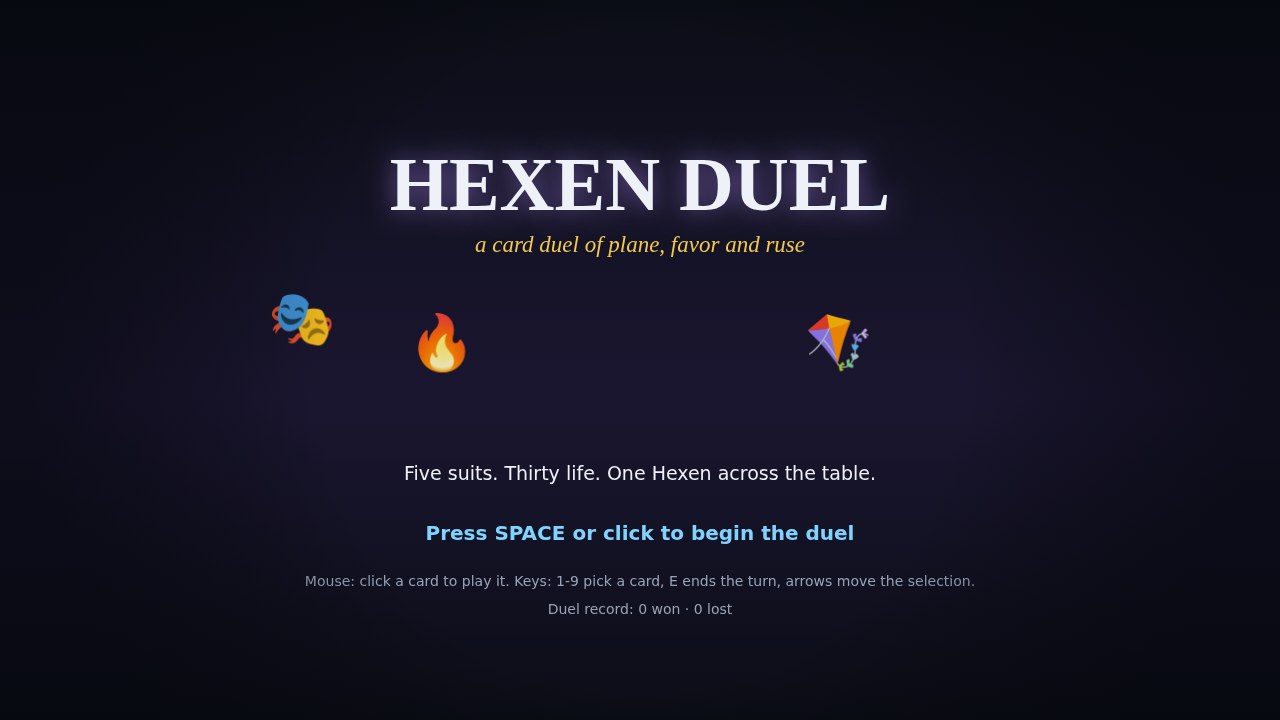 HEXEN DUEL
a card duel of plane, favor and ruse
Five suits. Thirty life. One Hexen across the table.
Press SPACE or click to begin the duel
Mouse: click a card to play it. Keys: 1-9 pick a card, E ends the turn, arrows move the selection.
Duel record: 0 won · 0 lost